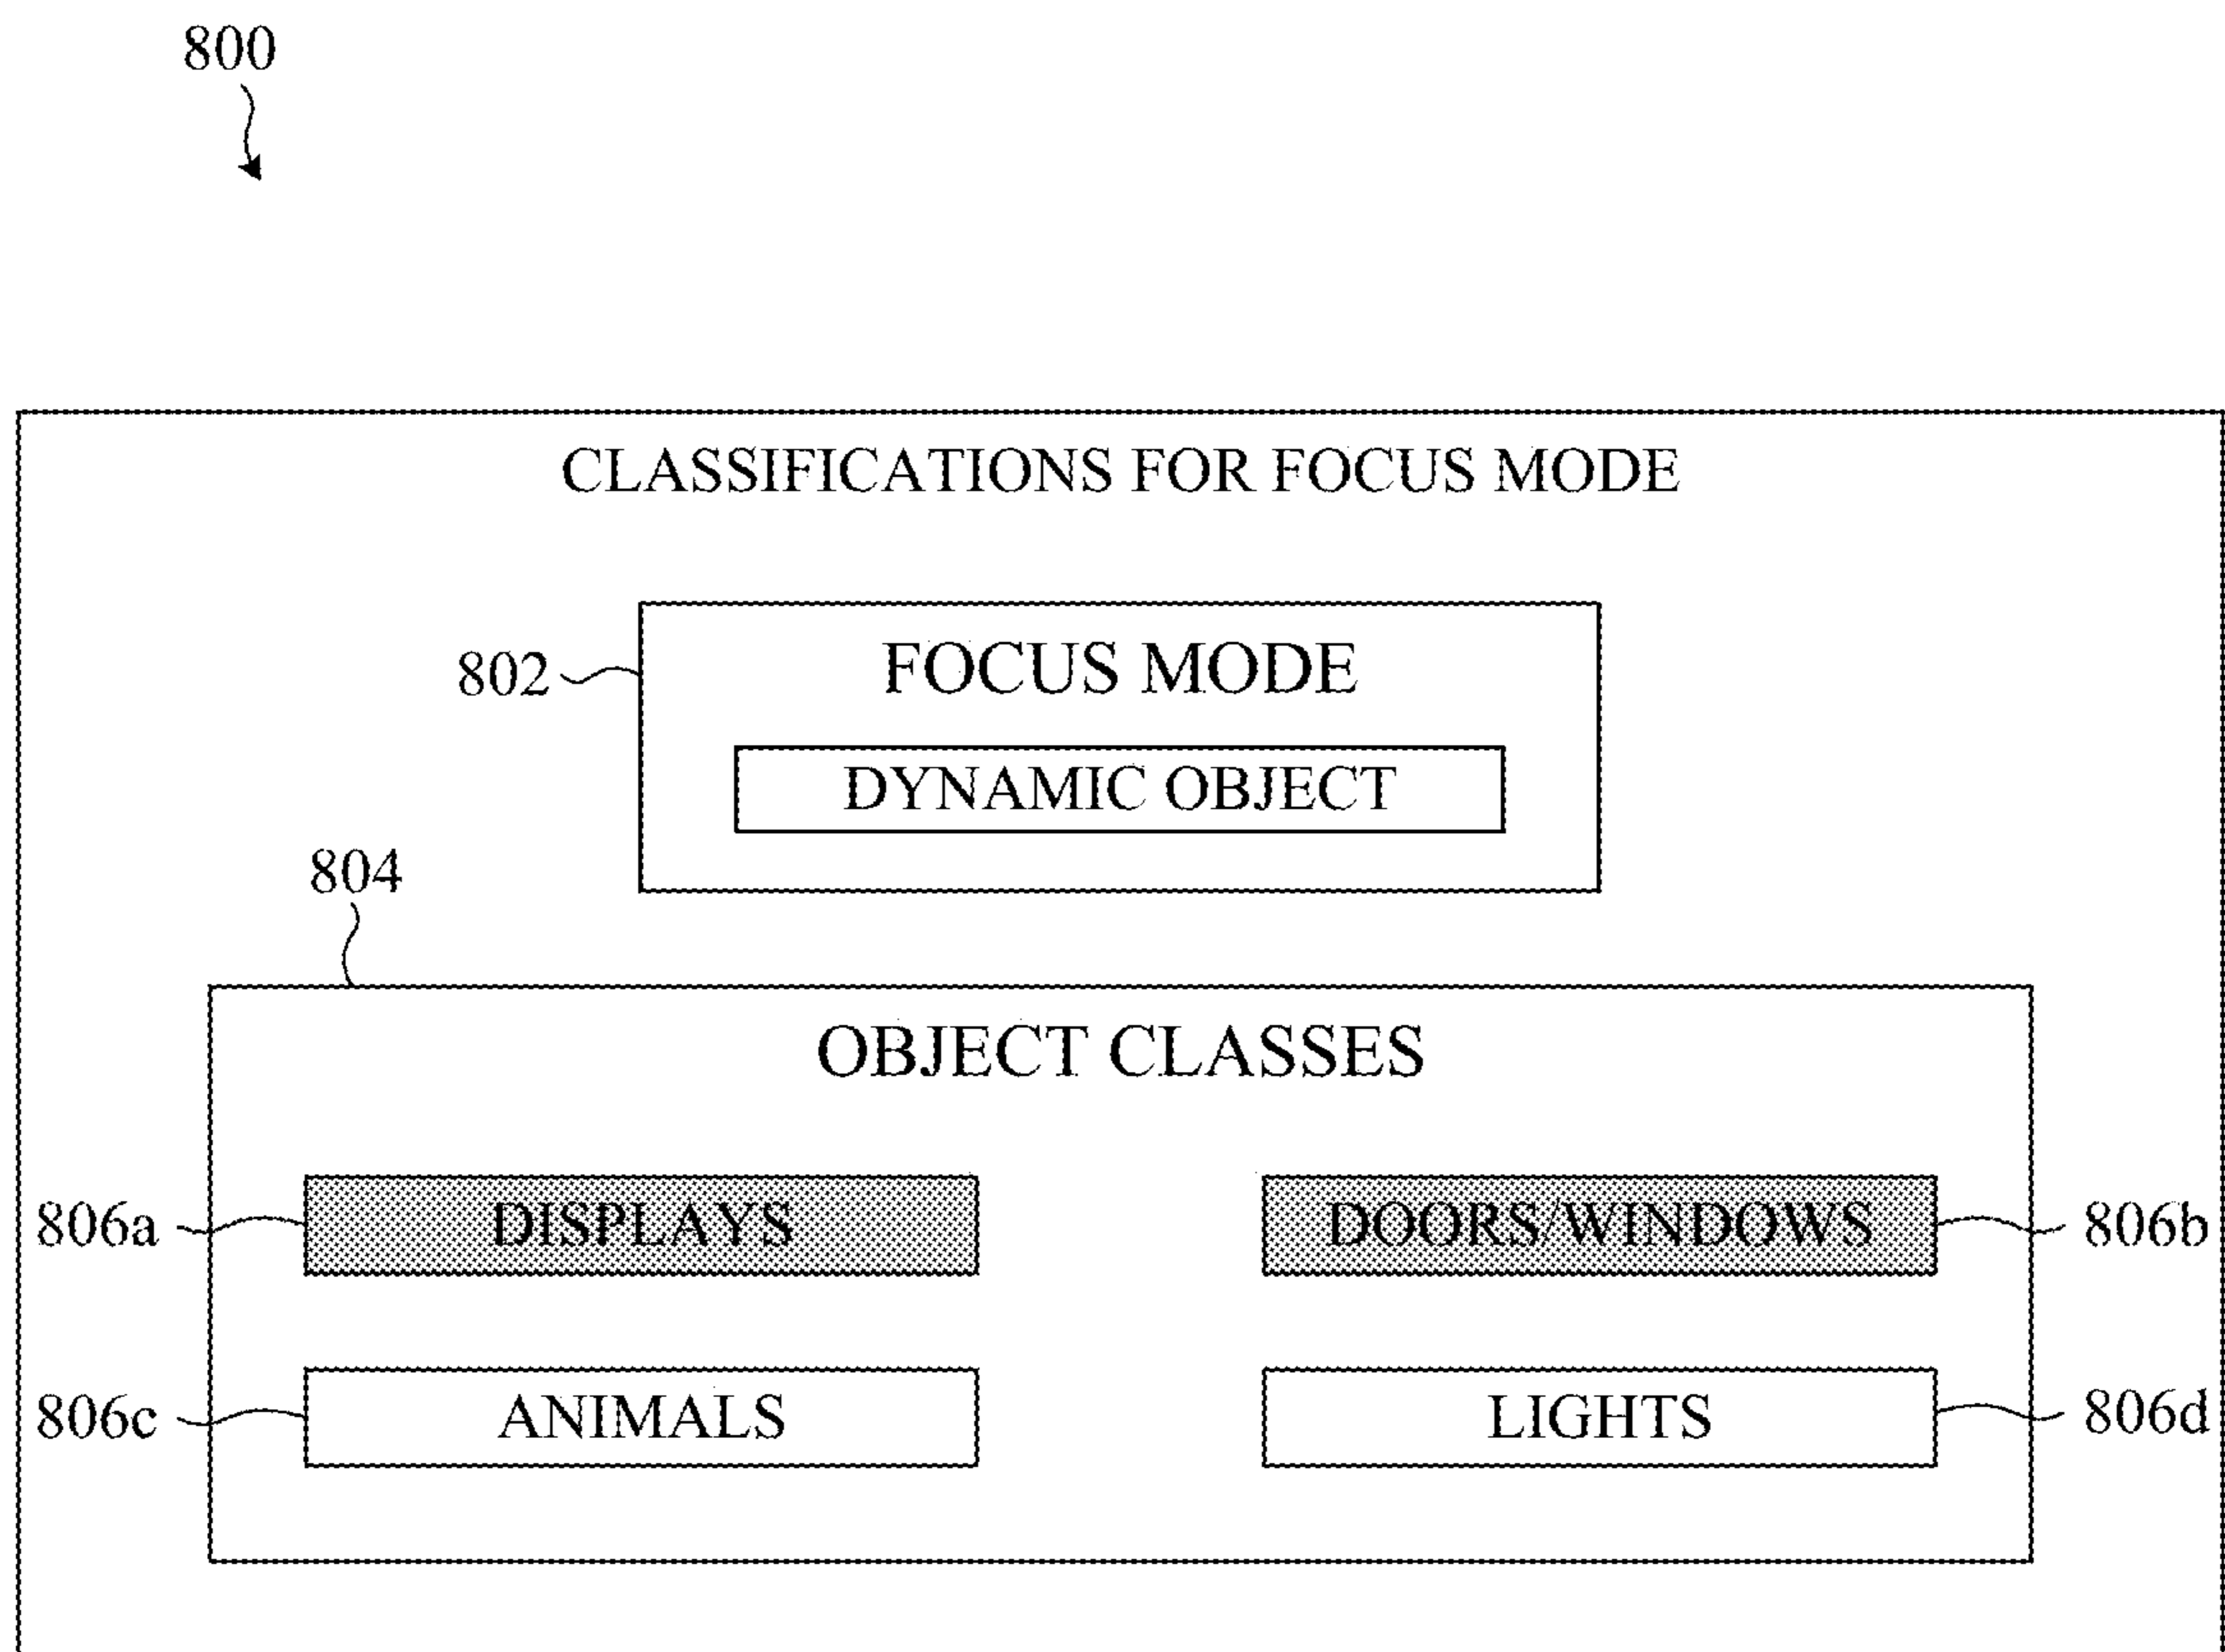 800
CLASSIFICATIONS FOR FOCUS MODE
802
FOCUS MODE
DYNAMIC OBJECT
804
OBJECT CLASSES
806a
DISPLAYS
DOORS/WINDOWS
806b
806c
ANIMALS
LIGHTS
806d